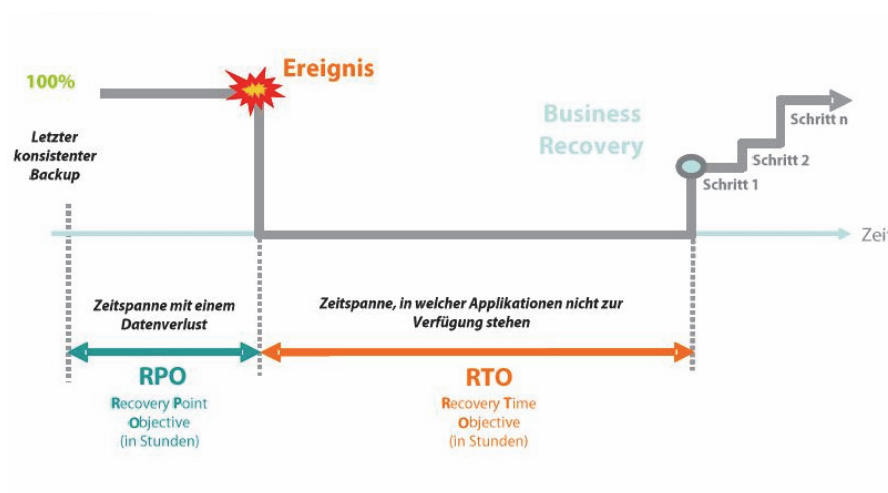 Ereignis
100%
Letzter
konsistenter
Backup
Business
Recovery
Schritt n
Schritt 2
Schritt 1
Zeit
Zeitspanne mit einem
Datenverlust
Zeitspanne, in welcher Applikationen nicht zur
Verfügung stehen
RPO
Recovery Point
Objective
(in Stunden)
RTO
Recovery Time
Objective
(in Stunden)